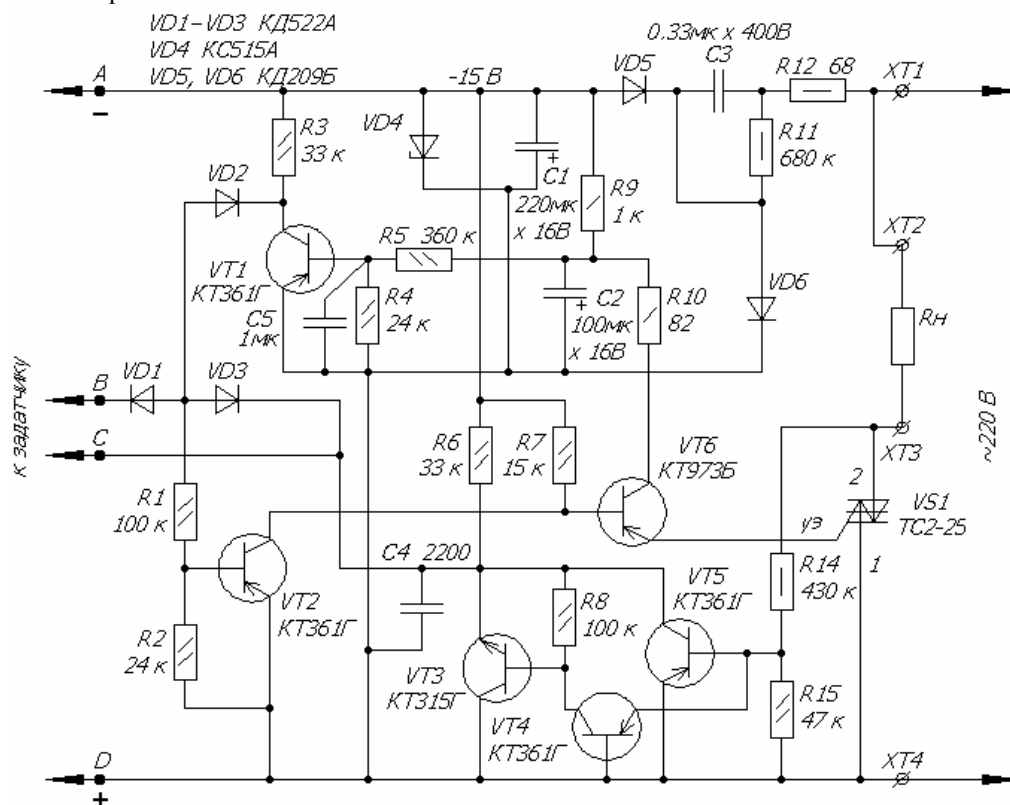 VD1-VD3 КД522А
VD4 КС515А
VD5, VD6 КД209Б
А
−
-15 В
VD5
0.33мк x 400В
C3
R12 68
XT1
R3
33 к
VD4
R11
680 к
VD2
C1
220мк
x 16В
+
R9
1 к
XT2
R5 360 к
VT1
КТ361Г
C5
1мк
R4
24 к
C2
100мк
x 16В
+
R10
82
VD6
Rн
к задатчику
B
VD1
VD3
C
R6
33 к
R7
15 к
VT6
КТ973Б
XT3
~220 В
2
VS1
ТС2-25
уэ
1
R1
100 к
C4 2200
R14
430 к
VT2
КТ361Г
R8
100 к
VT5
КТ361Г
R2
24 к
VT3
КТ315Г
R15
47 к
VT4
КТ361Г
D
+
XT4